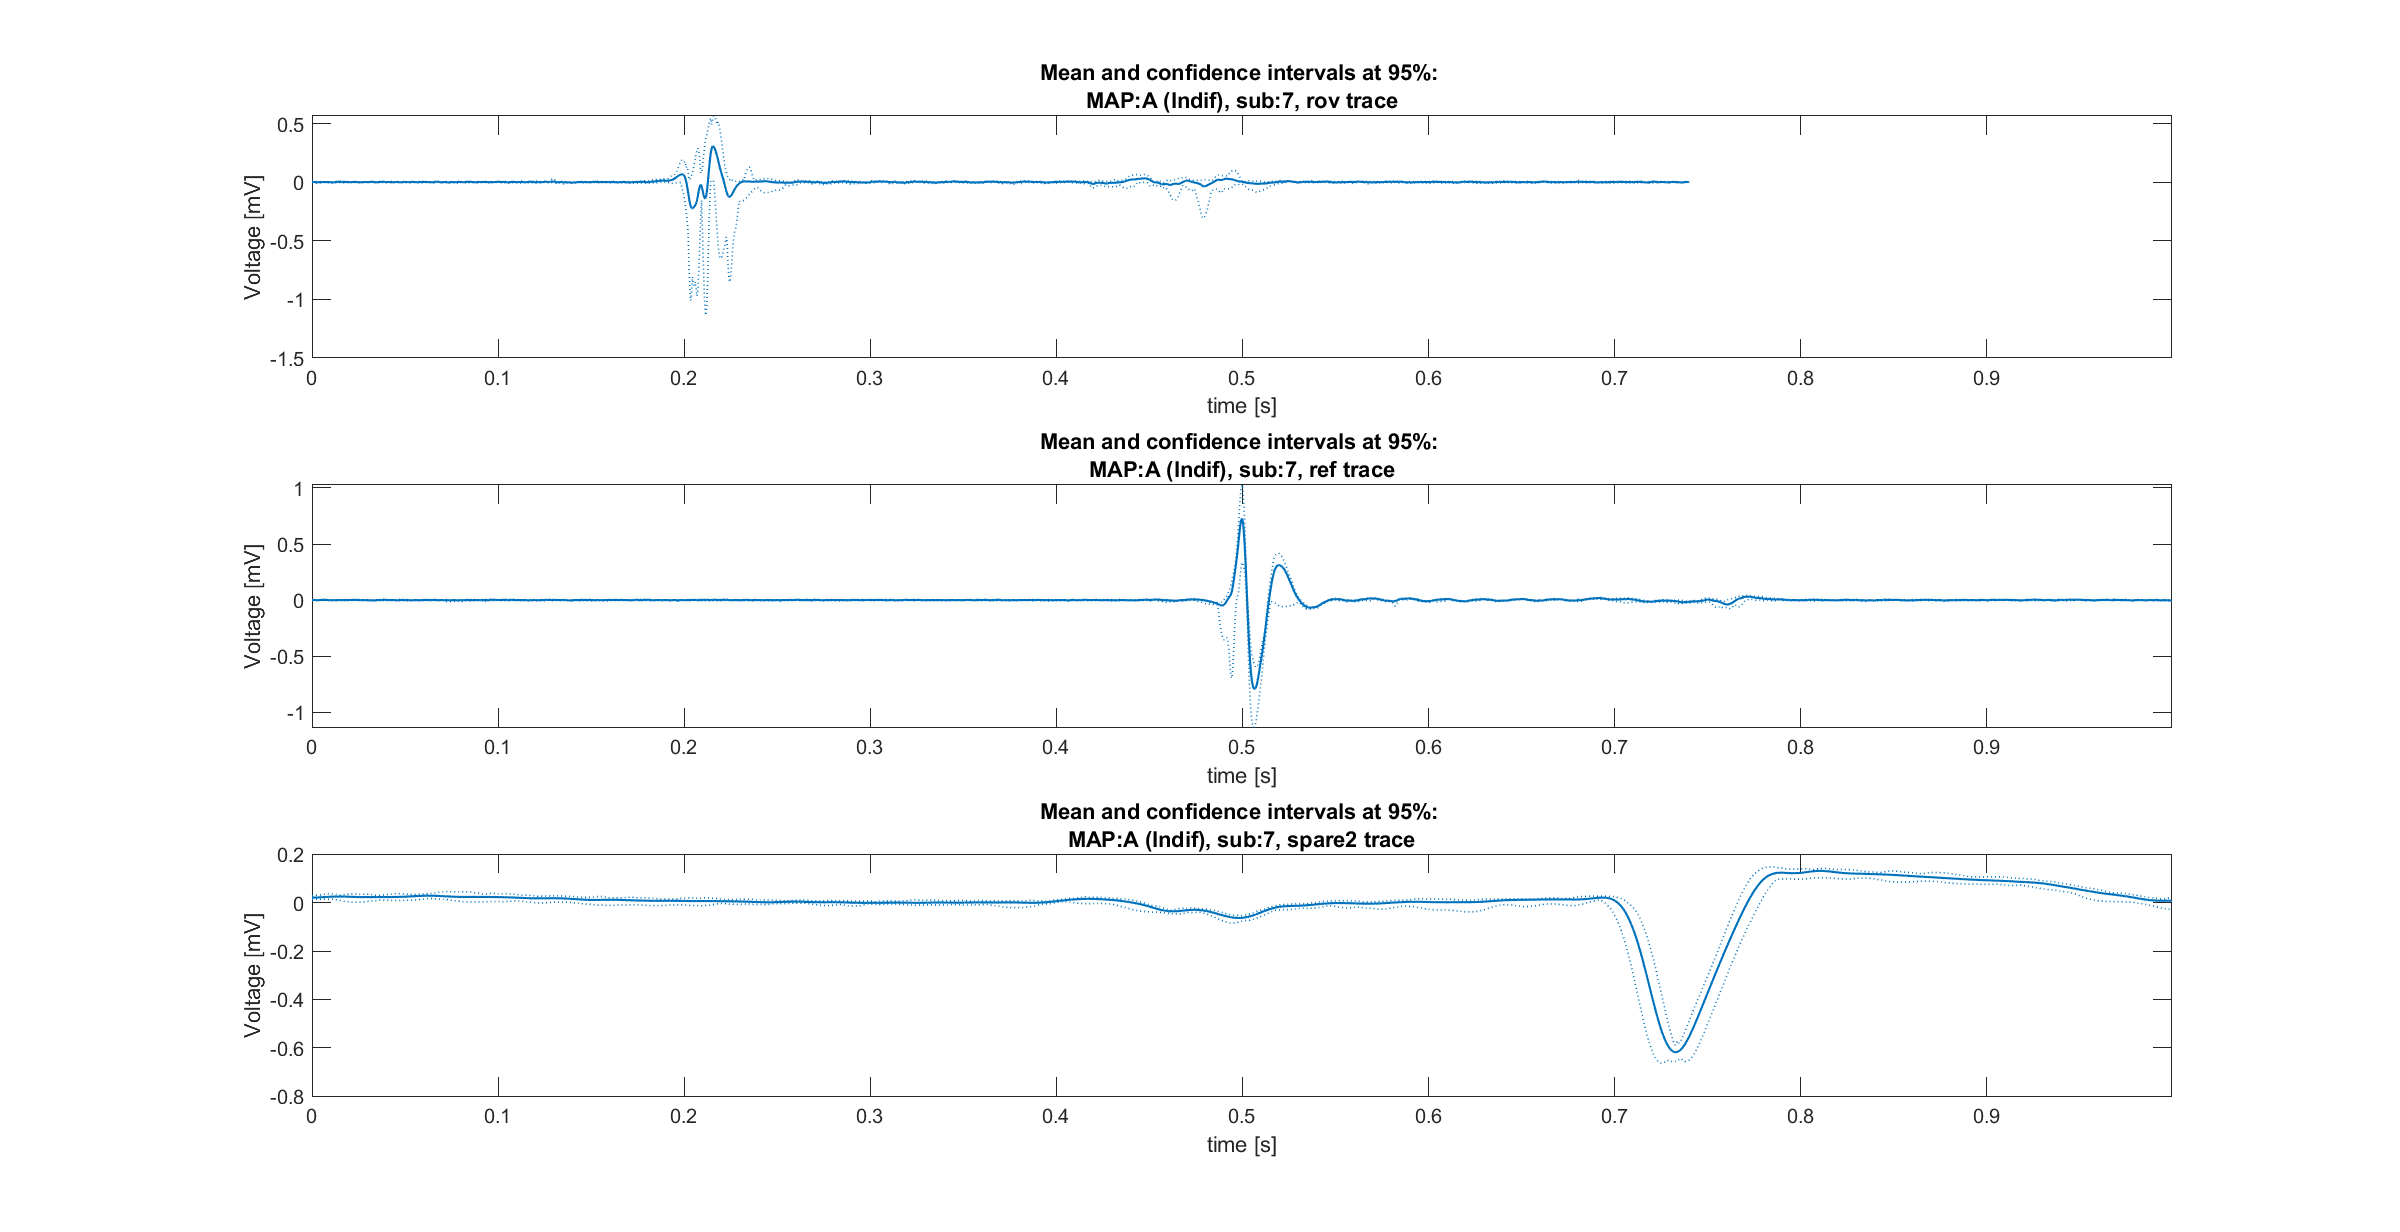 Mean and confidence intervals at 95%:
MAP:A (Indif), sub:7, rov trace
Voltage [mV]
0.5
0
-0.5
-1
-1.5
0 0.1 0.2 0.3 0.4 0.5 0.6 0.7 0.8 0.9
time [s]
Mean and confidence intervals at 95%:
MAP:A (Indif), sub:7, ref trace
Voltage [mV]
1
0.5
0
-0.5
-1
0 0.1 0.2 0.3 0.4 0.5 0.6 0.7 0.8 0.9
time [s]
Mean and confidence intervals at 95%:
MAP:A (Indif), sub:7, spare2 trace
Voltage [mV]
0.2
0
-0.2
-0.4
-0.6
-0.8
0 0.1 0.2 0.3 0.4 0.5 0.6 0.7 0.8 0.9
time [s]